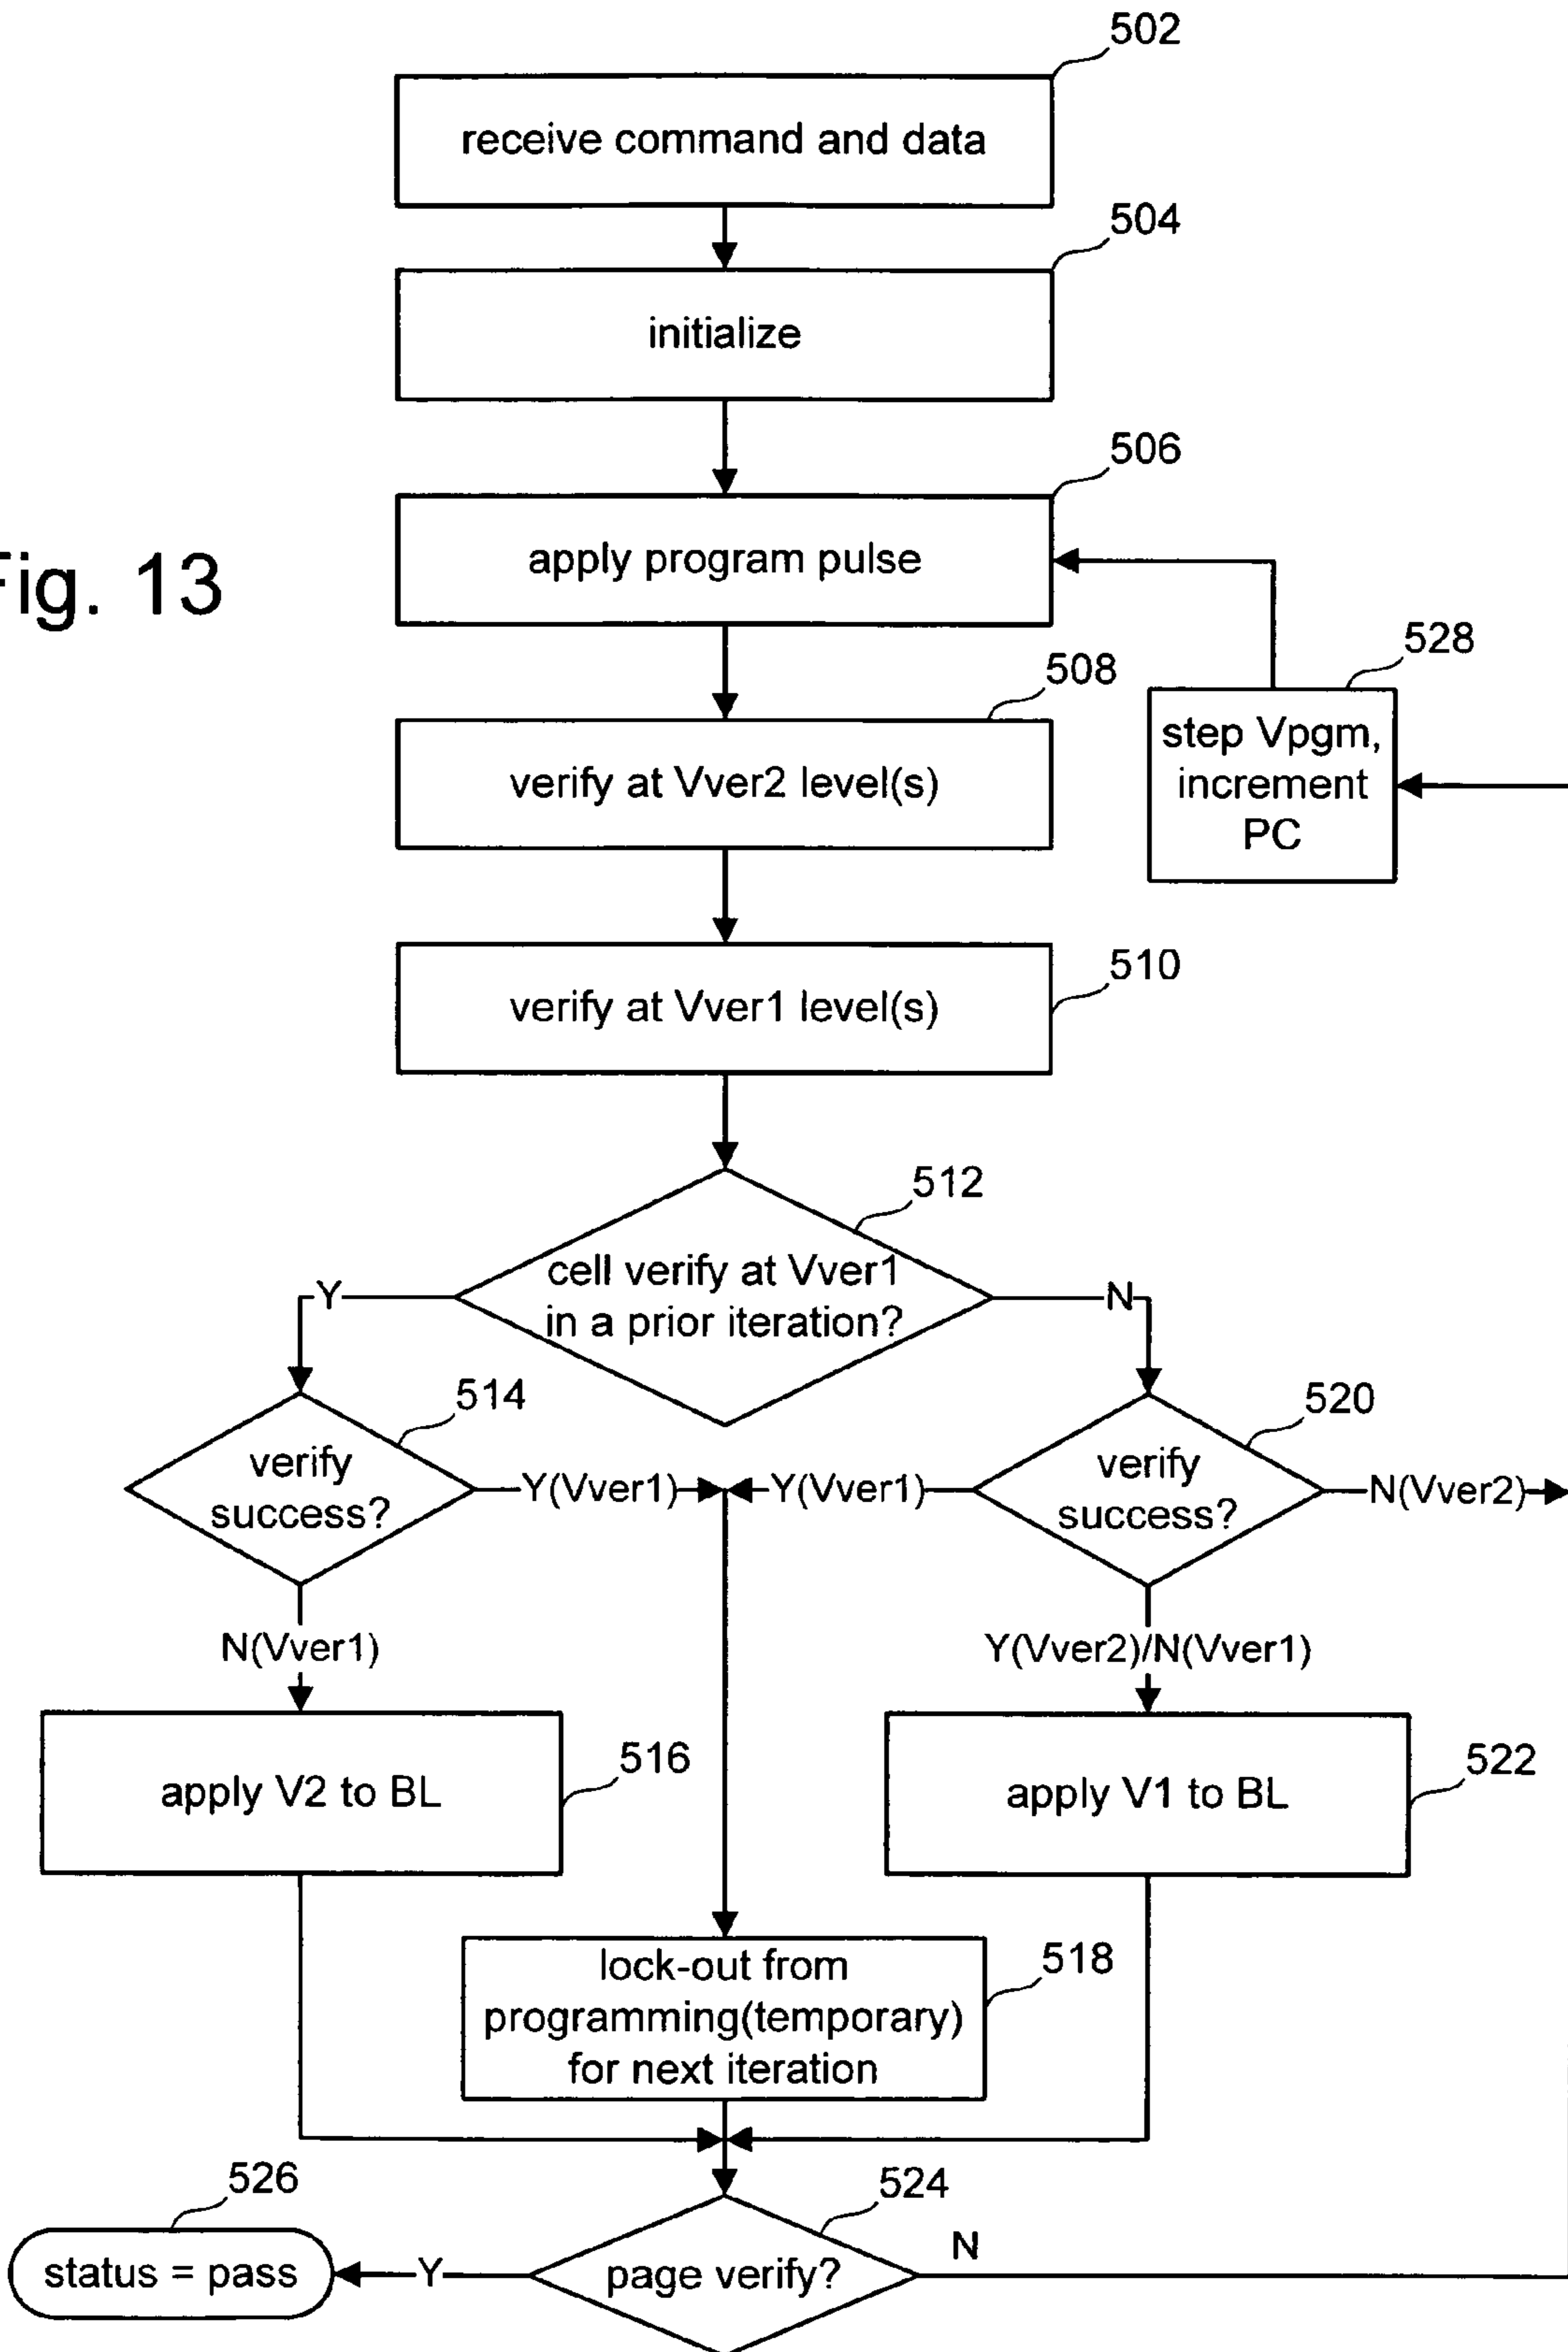 502
receive command and data
504
initialize
506
apply program pulse
Fig. 13
528
step Vpgm,
increment
PC
508
verify at Vver2 level(s)
510
verify at Vver1 level(s)
512
cell verify at Vver1
in a prior iteration?
Y
N
514
verify
success?
Y(Vver1)
Y(Vver1)
520
verify
success?
N(Vver2)
N(Vver1)
Y(Vver2)/N(Vver1)
516
apply V2 to BL
522
apply V1 to BL
518
lock-out from
programming(temporary)
for next iteration
526
status = pass
Y
524
page verify?
N